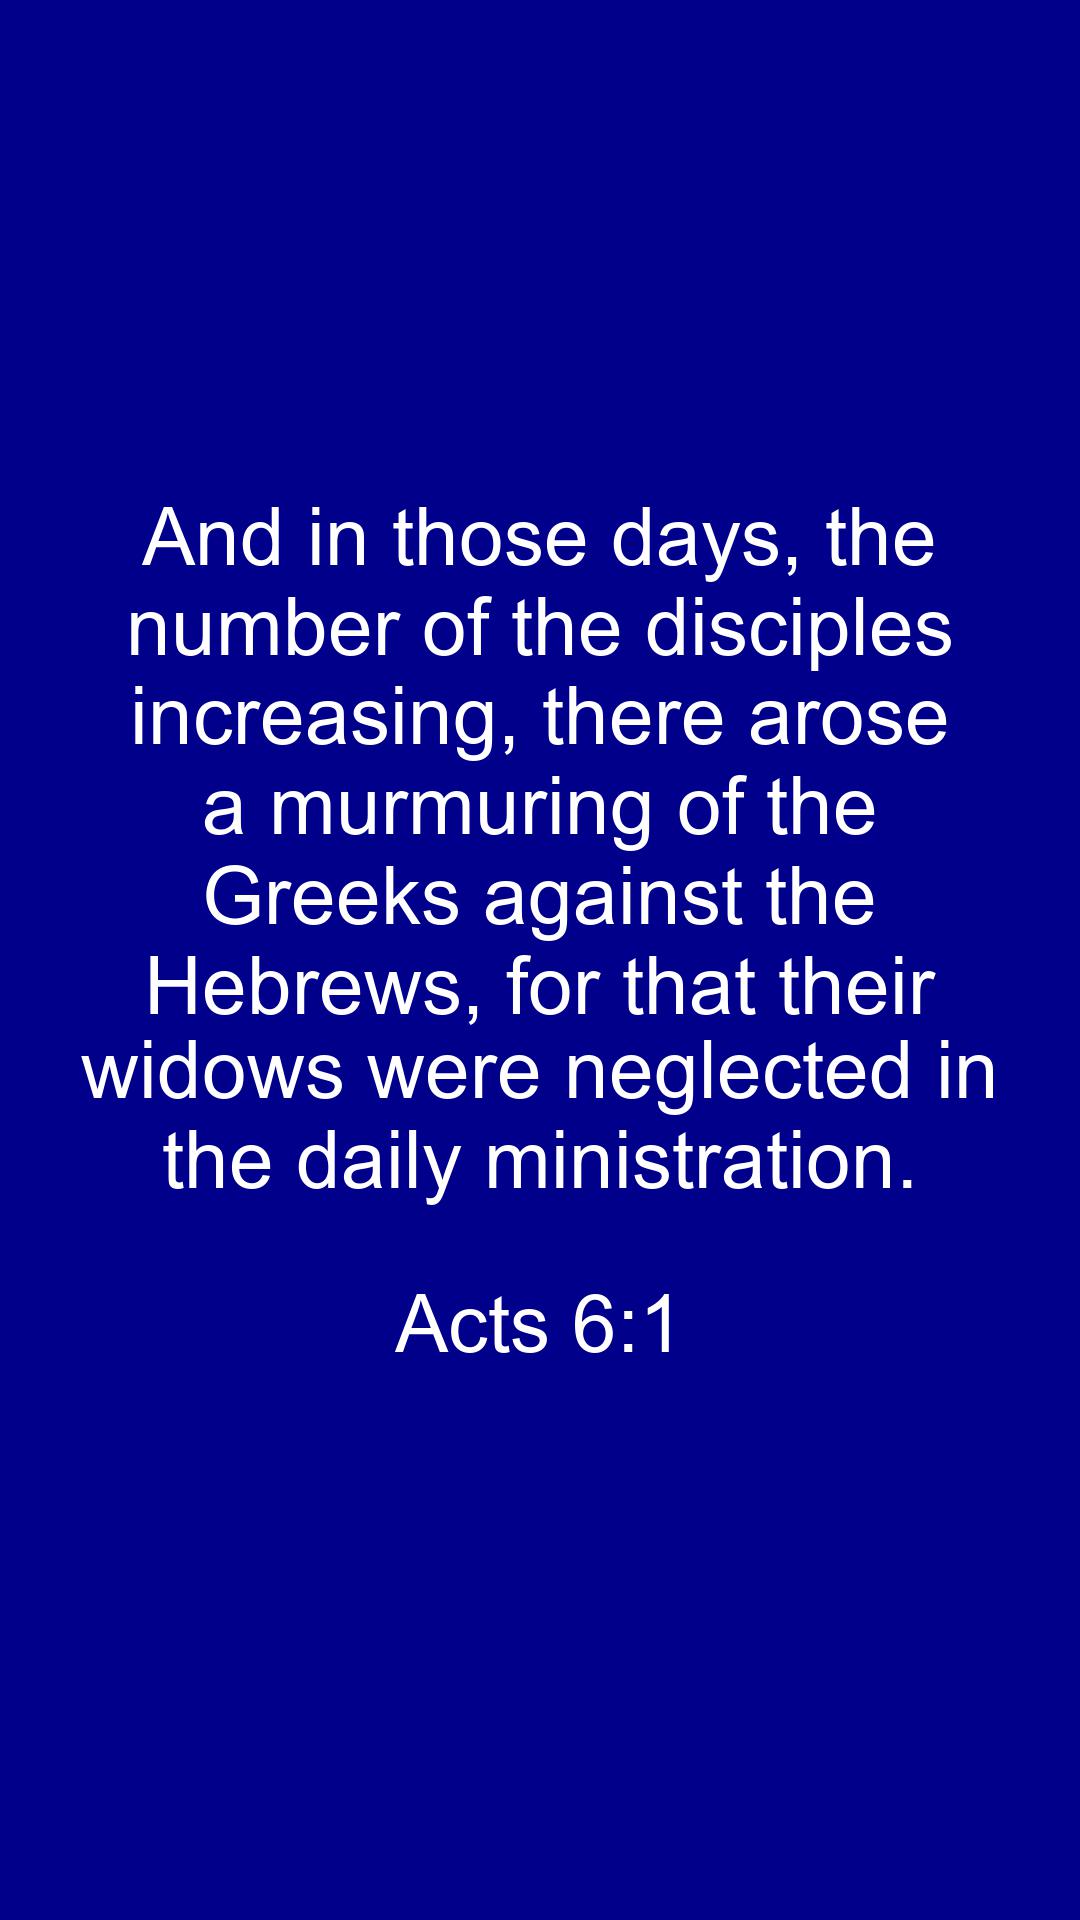 And in those days, the
number of the disciples
increasing, there arose
a murmuring of the
Greeks against the
Hebrews, for that their
widows were neglected in
the daily ministration.
Acts 6:1